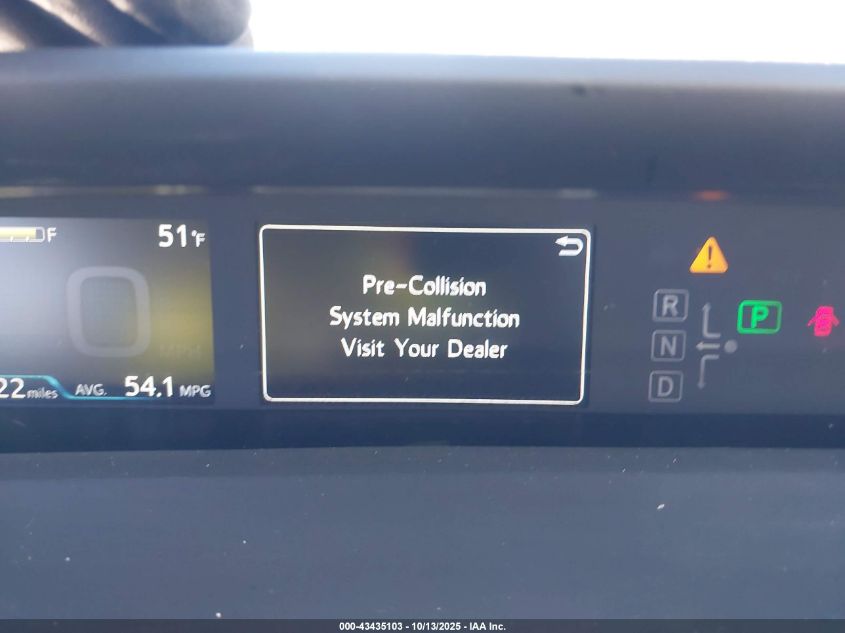 F
51°F
0
22 miles
AVG. 54.1 MPG
Pre-Collision
System Malfunction
Visit Your Dealer
!
R
N
D
P
000-43435103 - 10/13/2025 - IAA Inc.